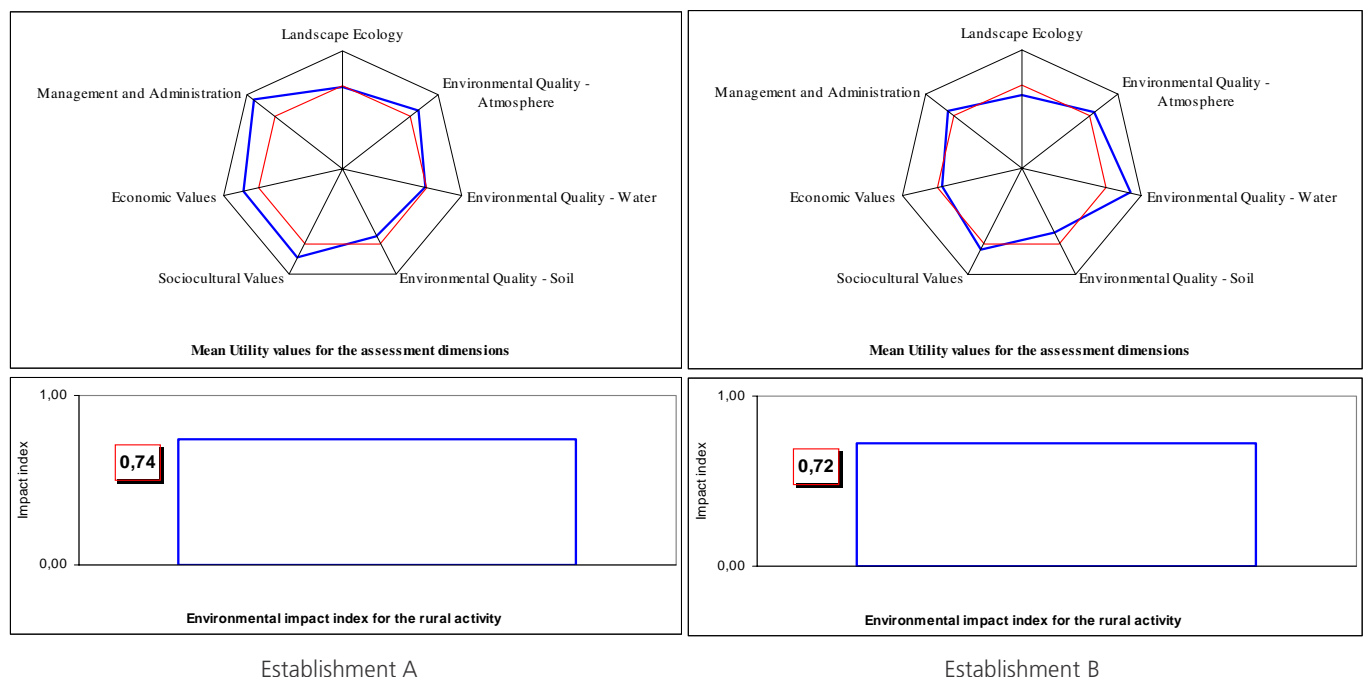 Landscape Ecology
Management and Administration
Environmental Quality -
Atmosphere
Economic Values
Environmental Quality - Water
Sociocultural Values
Environmental Quality - Soil
Mean Utility values for the assessment dimensions
Landscape Ecology
Management and Administration
Environmental Quality -
Atmosphere
Economic Values
Environmental Quality - Water
Sociocultural Values
Environmental Quality - Soil
Mean Utility values for the assessment dimensions
1,00
Impact index
0,74
0,00
Environmental impact index for the rural activity
1,00
Impact index
0,72
0,00
Environmental impact index for the rural activity
Establishment A
Establishment B